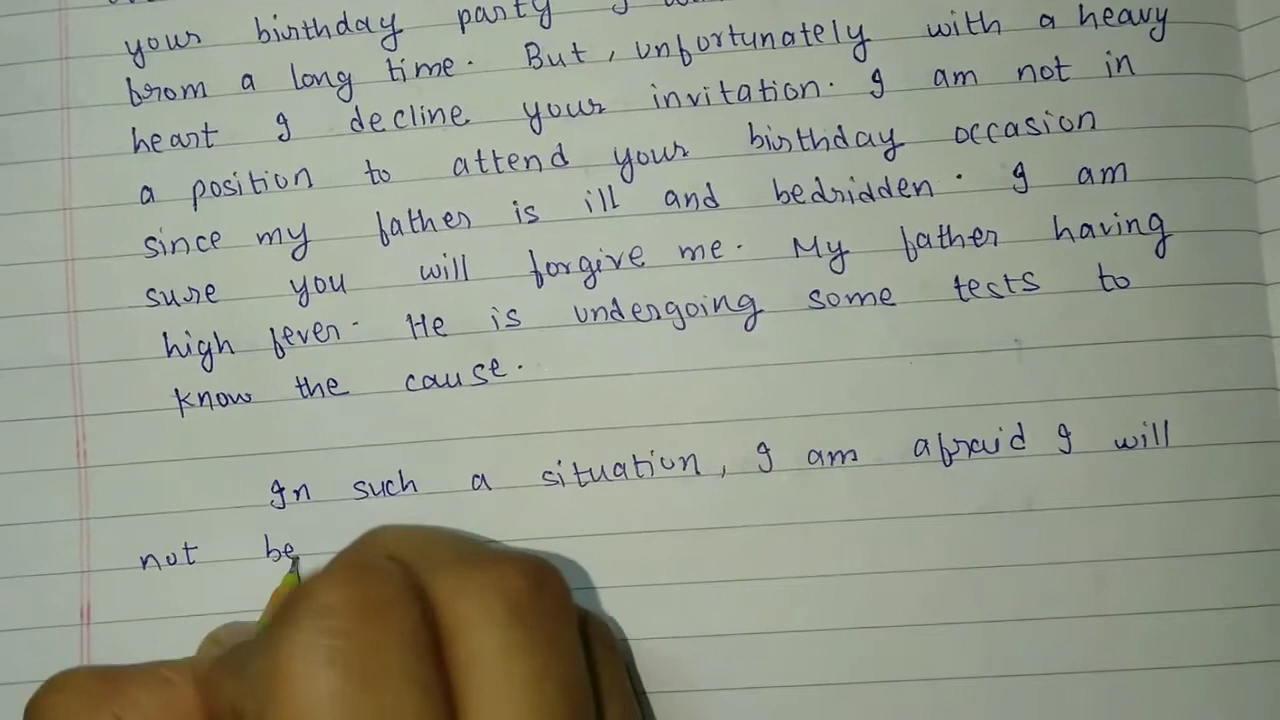 your birthday party I
from a long time. But, unfortunately with a heavy
heart I decline your invitation. I am not in
a position to attend your birthday occasion
since my father is ill and bedridden. I am
sure you will forgive me. My father having
high fever. He is undergoing some tests to
know the cause.
In such a situation, I am afraid I will
not be